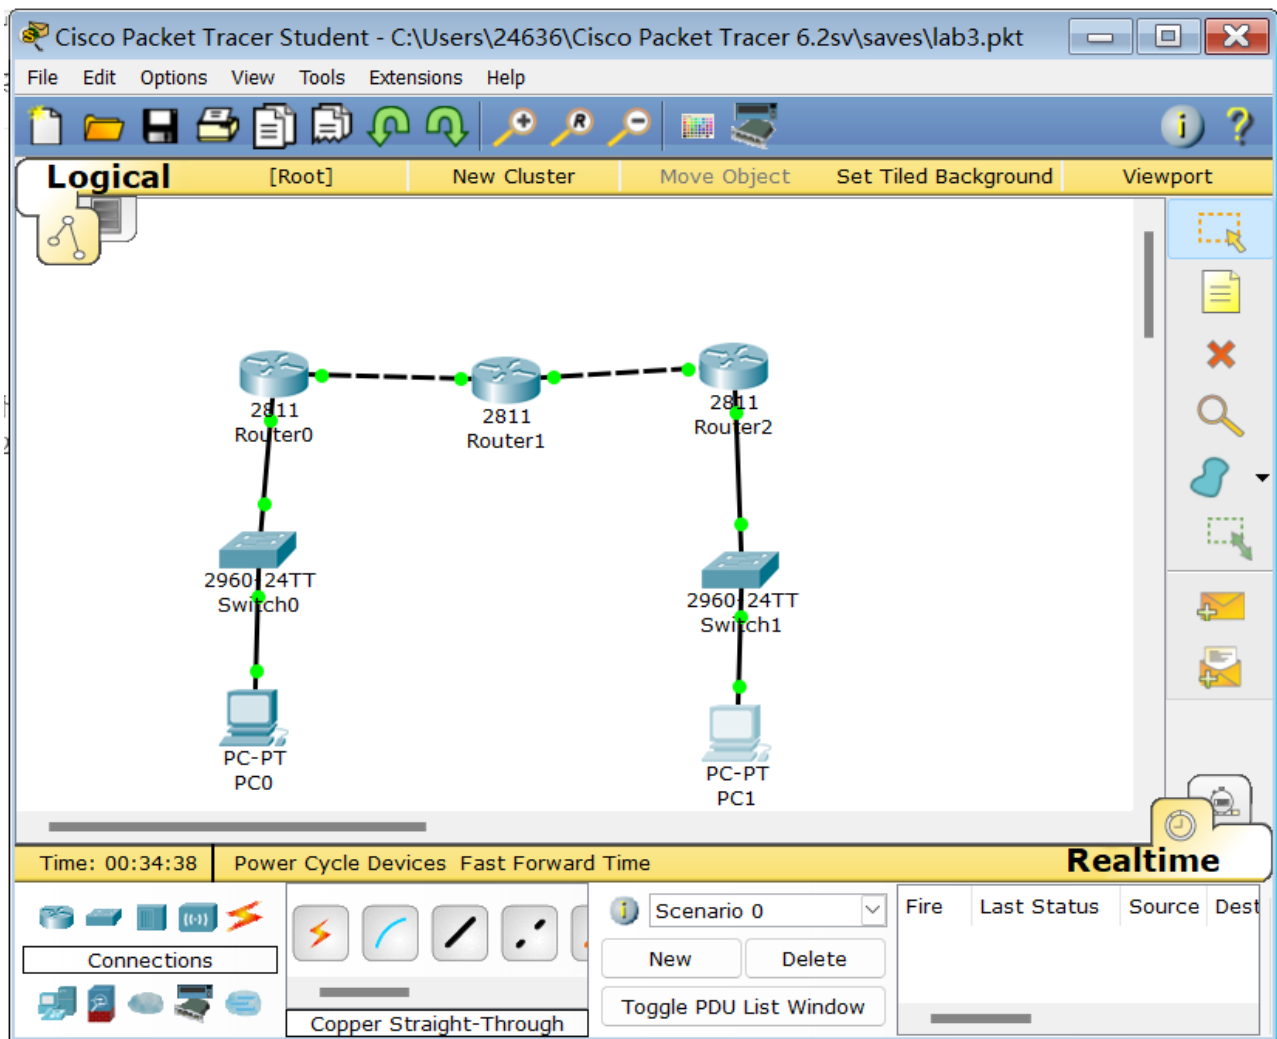 Cisco Packet Tracer Student - C:\Users\24636\Cisco Packet Tracer 6.2sv\saves\lab3.pkt
File Edit Options View Tools Extensions Help
R
i ?
Logical [Root] New Cluster Move Object Set Tiled Background Viewport
2811
Router0
2811
Router1
2811
Router2
2960-24TT
Switch0
2960-24TT
Switch1
PC-PT
PC0
PC-PT
PC1
Time: 00:34:38 Power Cycle Devices Fast Forward Time Realtime
Connections
Copper Straight-Through
i Scenario 0
New Delete
Toggle PDU List Window
Fire Last Status Source Dest